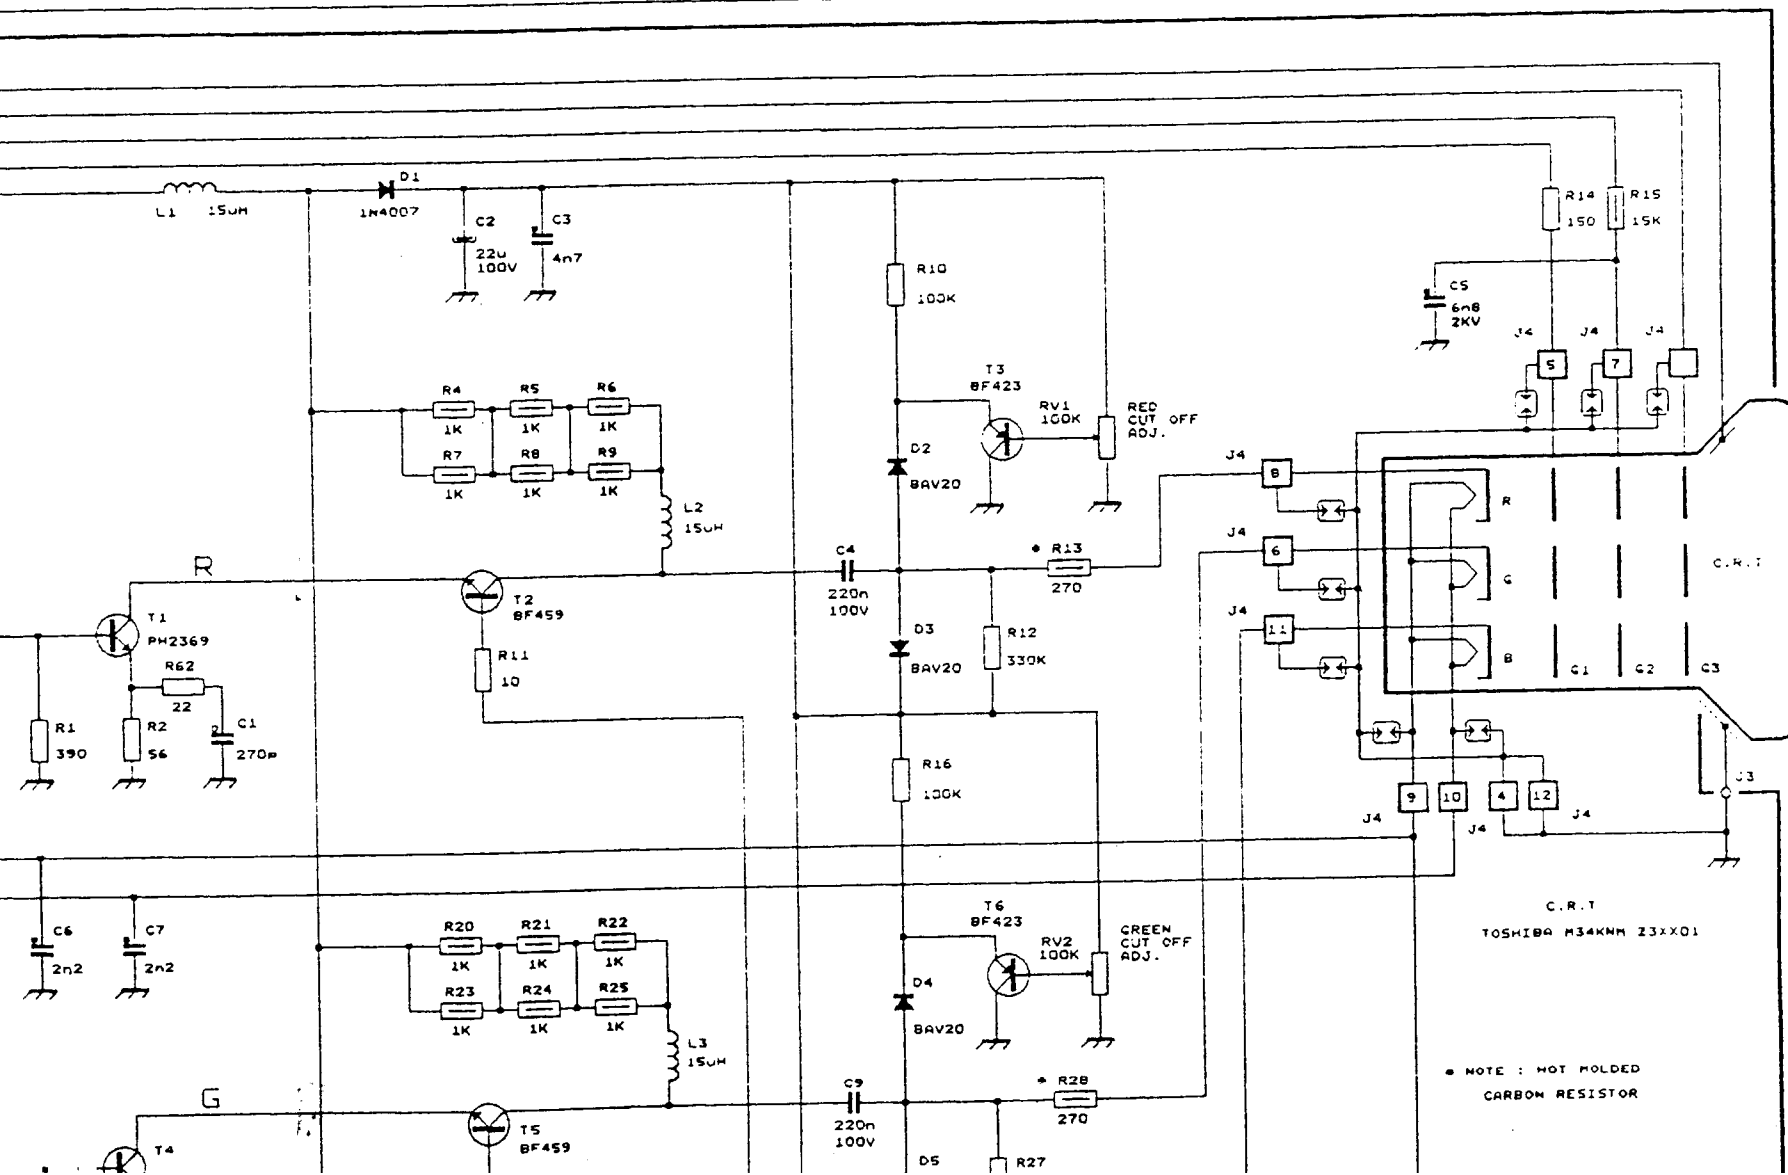 D1
L1 15uH
1N4007
C2
22u
100V
C3
4n7
R10
100K
R14
150
R15
15K
C5
6n8
2KV
J4
J4
J4
5
7
T3
BF423
RV1
100K
RED
CUT OFF
ADJ.
R4
1K
R5
1K
R6
1K
R7
1K
R8
1K
R9
1K
D2
BAV20
L2
15uH
J4
8
J4
6
J4
11
R
G
B
C.R.T
G1
G2
G3
R
T1
PH2369
T2
BF459
C4
220n
100V
* R13
270
R11
10
D3
BAV20
R12
330K
R62
22
R1
390
R2
56
C1
270p
R16
100K
9
10
4
12
J4
J4
J4
J3
C.R.T
TOSHIBA M34KNM 23XX01
C6
2n2
C7
2n2
R20
1K
R21
1K
R22
1K
R23
1K
R24
1K
R25
1K
T6
BF423
RV2
100K
GREEN
CUT OFF
ADJ.
D4
BAV20
L3
15uH
G
T4
T5
BF459
C9
220n
100V
* R28
270
D5
R27
* NOTE : HOT MOLDED
CARBON RESISTOR